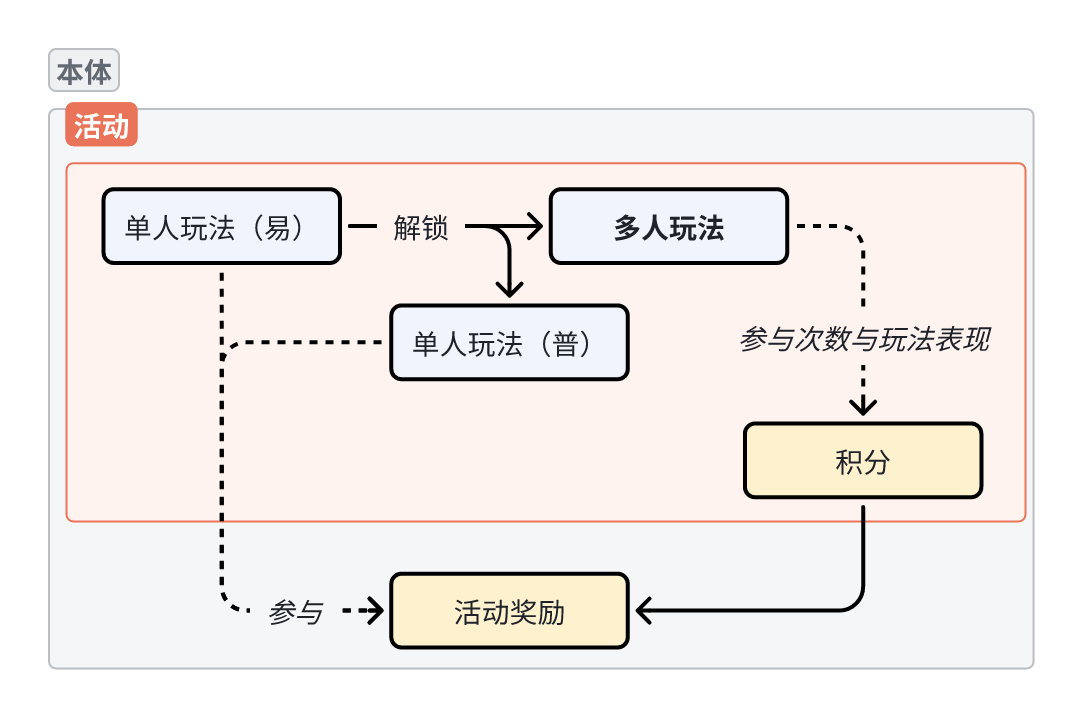 本体
活动
单人玩法（易）
解锁
多人玩法
单人玩法（普）
参与次数与玩法表现
积分
参与
活动奖励